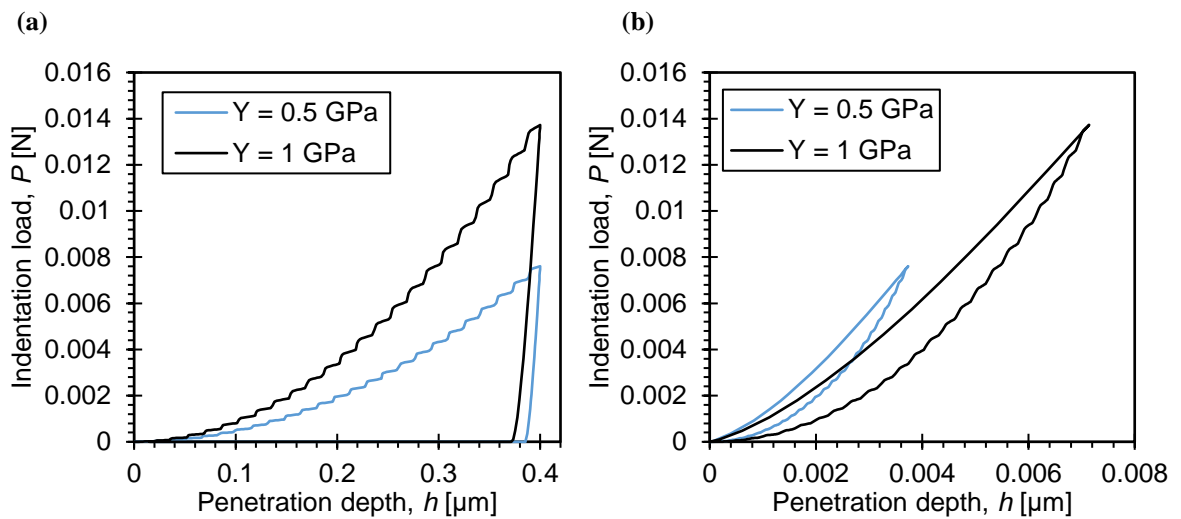 (a)
Indentation load, P [N]
0.016
0.014
0.012
0.01
0.008
0.006
0.004
0.002
0
Y = 0.5 GPa
Y = 1 GPa
0 0.1 0.2 0.3 0.4
Penetration depth, h [µm]
(b)
Indentation load, P [N]
0.016
0.014
0.012
0.01
0.008
0.006
0.004
0.002
0
Y = 0.5 GPa
Y = 1 GPa
0 0.002 0.004 0.006 0.008
Penetration depth, h [µm]